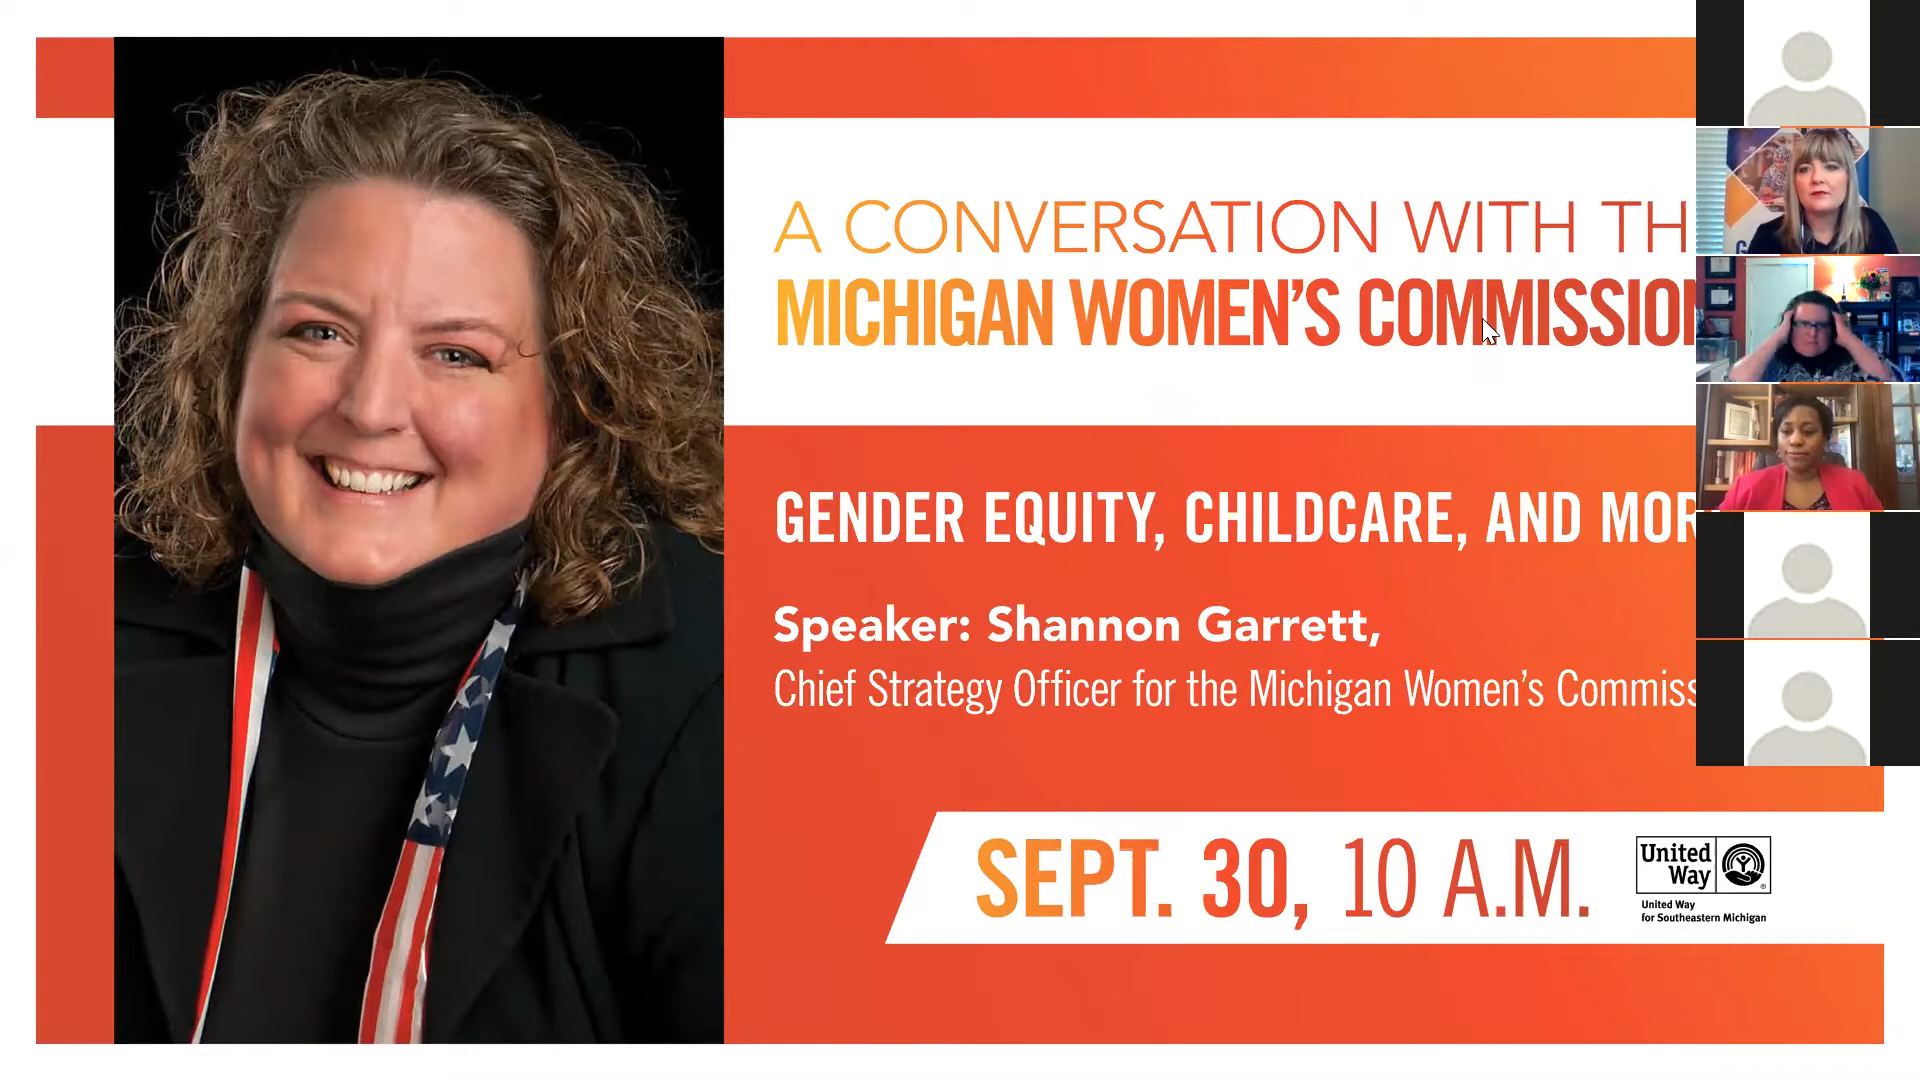 A CONVERSATION WITH TH
MICHIGAN WOMEN'S COMMISSION
GENDER EQUITY, CHILDCARE, AND MOR
Speaker: Shannon Garrett,
Chief Strategy Officer for the Michigan Women's Commiss
SEPT. 30, 10 A.M.
United
Way
®
United Way
for Southeastern Michigan